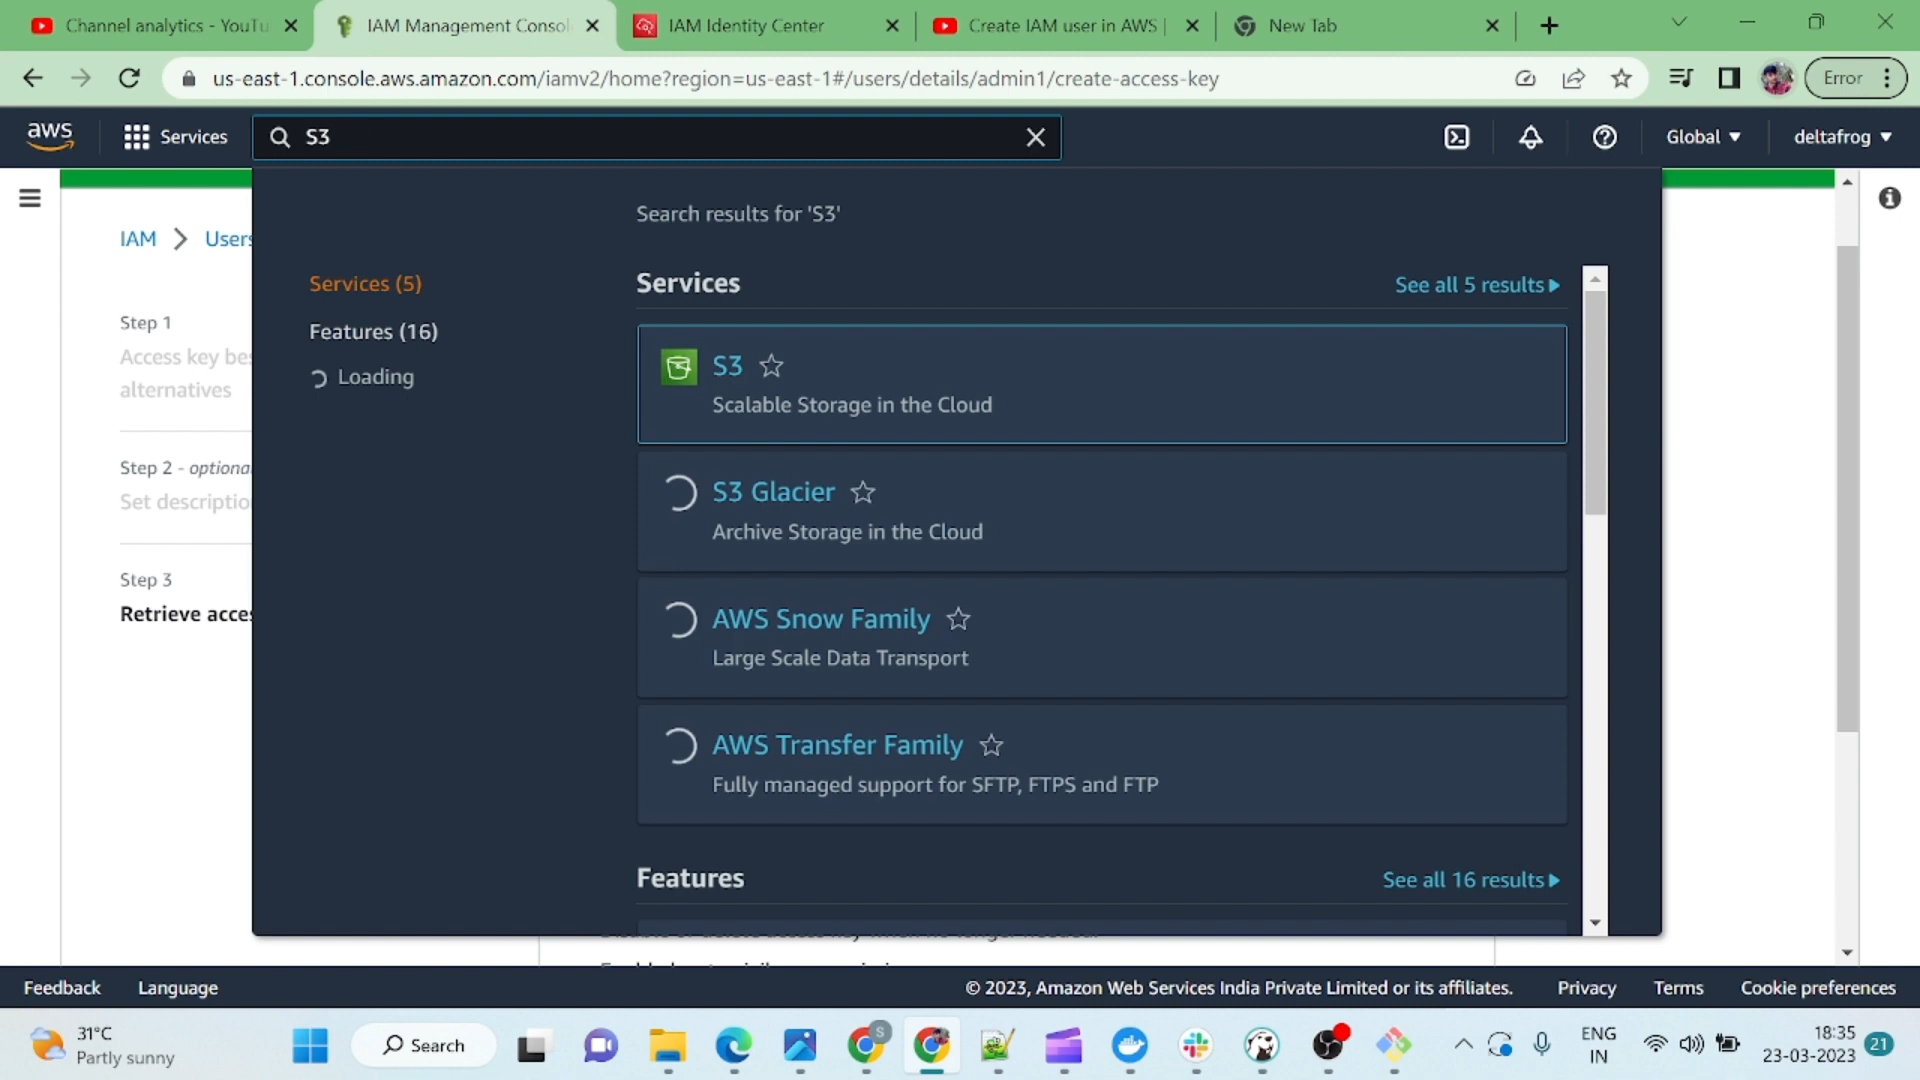 Channel analytics - YouTu
IAM Management Consol
IAM Identity Center
Create IAM user in AWS |
New Tab
us-east-1.console.aws.amazon.com/iamv2/home?region=us-east-1#/users/details/admin1/create-access-key
Error
aws
Services
S3
Global
deltafrog
Search results for 'S3'
IAM
Users
Services (5)
Features (16)
Loading
Services
See all 5 results
Step 1
Access key bes
alternatives
Step 2 - optional
Set descriptio
Step 3
Retrieve acces
S3
Scalable Storage in the Cloud
S3 Glacier
Archive Storage in the Cloud
AWS Snow Family
Large Scale Data Transport
AWS Transfer Family
Fully managed support for SFTP, FTPS and FTP
Features
See all 16 results
Feedback
Language
© 2023, Amazon Web Services India Private Limited or its affiliates.
Privacy
Terms
Cookie preferences
31°C
Partly sunny
Search
S
ENG
IN
18:35
23-03-2023
21